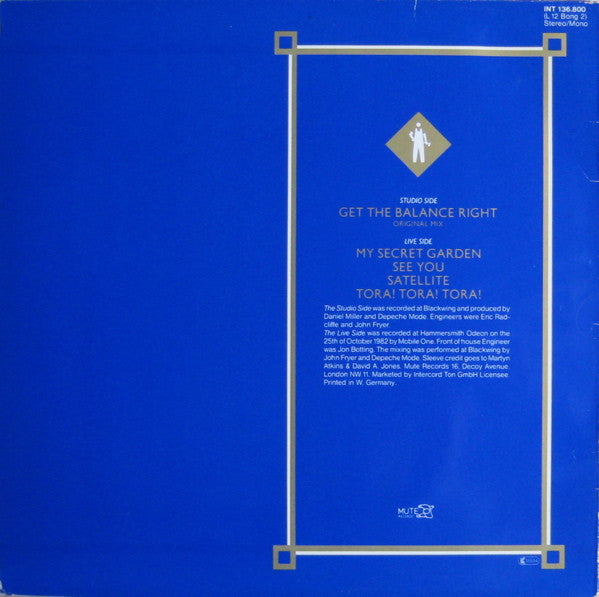 INT 136.800
(L 12 Bong 2)
Stereo/Mono
STUDIO SIDE
GET THE BALANCE RIGHT
ORIGINAL MIX
LIVE SIDE
MY SECRET GARDEN
SEE YOU
SATELLITE
TORA! TORA! TORA!
The Studio Side was recorded at Blackwing and produced by
Daniel Miller and Depeche Mode. Engineers were Eric Rad-
cliffe and John Fryer.
The Live Side was recorded at Hammersmith Odeon on the
25th of October 1982 by Mobile One. Front of house Engineer
was Jon Botting. The mixing was performed at Blackwing by
John Fryer and Depeche Mode. Sleeve credit goes to Martyn
Atkins & David A. Jones. Mute Records 16, Decoy Avenue,
London NW 11. Marketed by Intercord Ton GmbH Licensee.
Printed in W. Germany.
MUTE
RECORDS